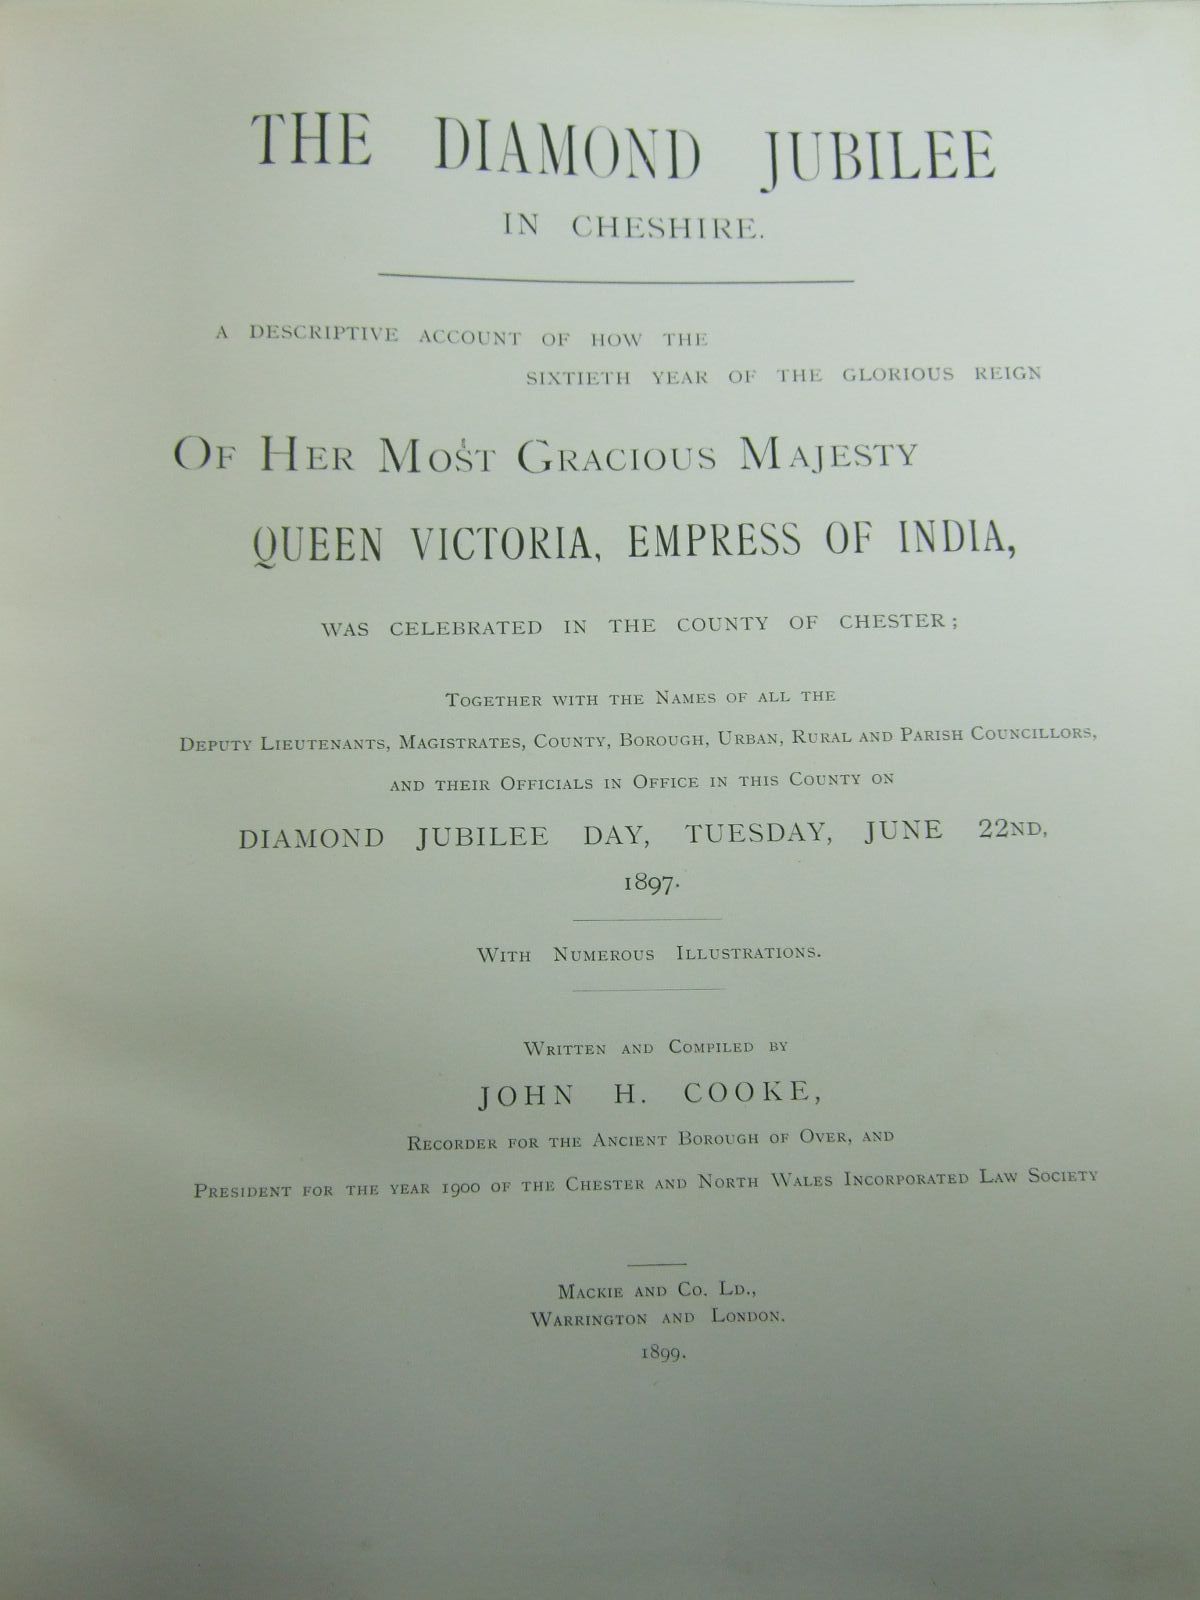 THE DIAMOND JUBILEE
IN CHESHIRE.
A DESCRIPTIVE ACCOUNT OF HOW THE
SIXTIETH YEAR OF THE GLORIOUS REIGN
OF HER MOST GRACIOUS MAJESTY
QUEEN VICTORIA, EMPRESS OF INDIA,
WAS CELEBRATED IN THE COUNTY OF CHESTER;
TOGETHER WITH THE NAMES OF ALL THE
DEPUTY LIEUTENANTS, MAGISTRATES, COUNTY, BOROUGH, URBAN, RURAL AND PARISH COUNCILLORS,
AND THEIR OFFICIALS IN OFFICE IN THIS COUNTY ON
DIAMOND JUBILEE DAY, TUESDAY, JUNE 22ND,
1897.
WITH NUMEROUS ILLUSTRATIONS.
WRITTEN AND COMPILED BY
JOHN H. COOKE,
RECORDER FOR THE ANCIENT BOROUGH OF OVER, AND
PRESIDENT FOR THE YEAR 1900 OF THE CHESTER AND NORTH WALES INCORPORATED LAW SOCIETY
MACKIE AND CO. LD.,
WARRINGTON AND LONDON.
1899.